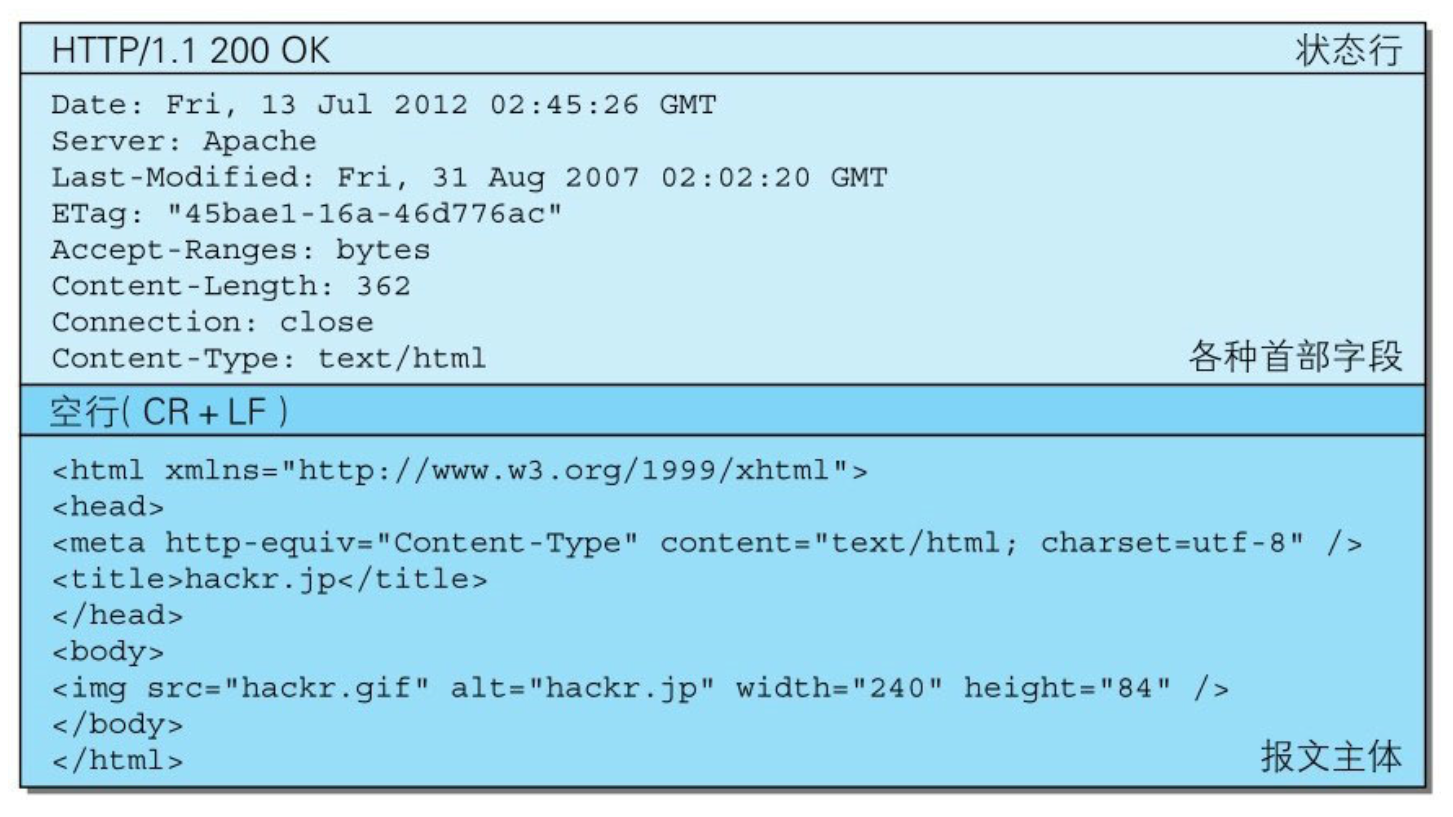 HTTP/1.1 200 OK 状态行
Date: Fri, 13 Jul 2012 02:45:26 GMT
Server: Apache
Last-Modified: Fri, 31 Aug 2007 02:02:20 GMT
ETag: "45bae1-16a-46d776ac"
Accept-Ranges: bytes
Content-Length: 362
Connection: close
Content-Type: text/html 各种首部字段
空行( CR + LF )
<html xmlns="http://www.w3.org/1999/xhtml">
<head>
<meta http-equiv="Content-Type" content="text/html; charset=utf-8" />
<title>hackr.jp</title>
</head>
<body>
<img src="hackr.gif" alt="hackr.jp" width="240" height="84" />
</body>
</html> 报文主体